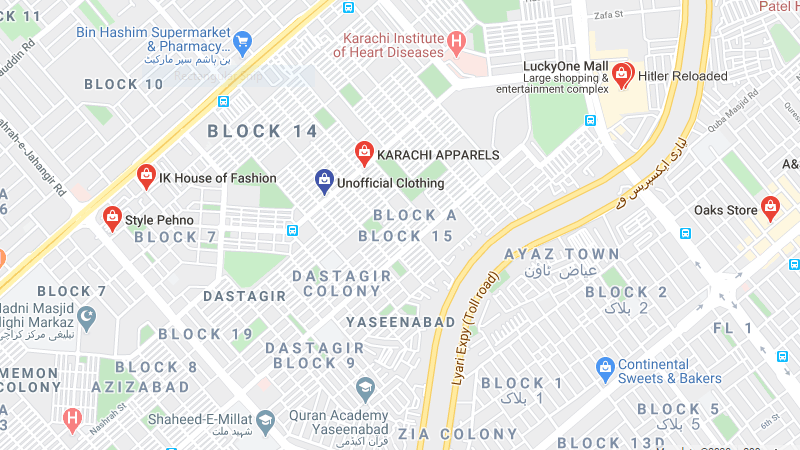 BLOCK 11
auddin Rd
Bin Hashim Supermarket
& Pharmacy...
بن ہاشم سپر مارکیٹ
Karachi Institute
of Heart Diseases
Zafa St
Patel H
LuckyOne Mall
Large shopping &
entertainment complex
Hitler Reloaded
BLOCK 10
BLOCK 14
Quba Masjid Rd
لیاری ایکسپریس وے
hahrah-e-Jahangir Rd
KARACHI APPARELS
IK House of Fashion
Unofficial Clothing
A&
Oaks Store
Style Pehno
BLOCK 7
BLOCK A
BLOCK 15
AYAZ TOWN
عیاض ٹاؤن
DASTAGIR
COLONY
DASTAGIR
BLOCK 7
BLOCK 2
بلاک 2
adni Masjid
lighi Markaz
تبلیغی مرکز کراچی
YASEENABAD
FL 1
BLOCK 19
Lyari Expy (Toll road)
DASTAGIR
BLOCK 9
BLOCK 8
AZIZABAD
MEMON
COLONY
BLOCK 1
بلاک 1
Continental
Sweets & Bakers
Nashrah St
Shaheed-E-Millat
شہید ملت
Quran Academy
Yaseenabad
قرآن اکیڈمی
BLOCK 5
بلاک 5
6th St
ZIA COLONY
BLOCK 13D